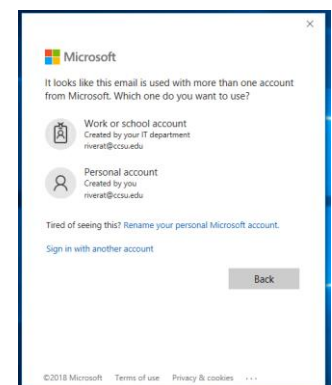 Microsoft
It looks like this email is used with more than one account
from Microsoft. Which one do you want to use?
Work or school account
Created by your IT department
riverat@ccsu.edu
Personal account
Created by you
riverat@ccsu.edu
Tired of seeing this? Rename your personal Microsoft account.
Sign in with another account
Back
©2018 Microsoft Terms of use Privacy & cookies ...